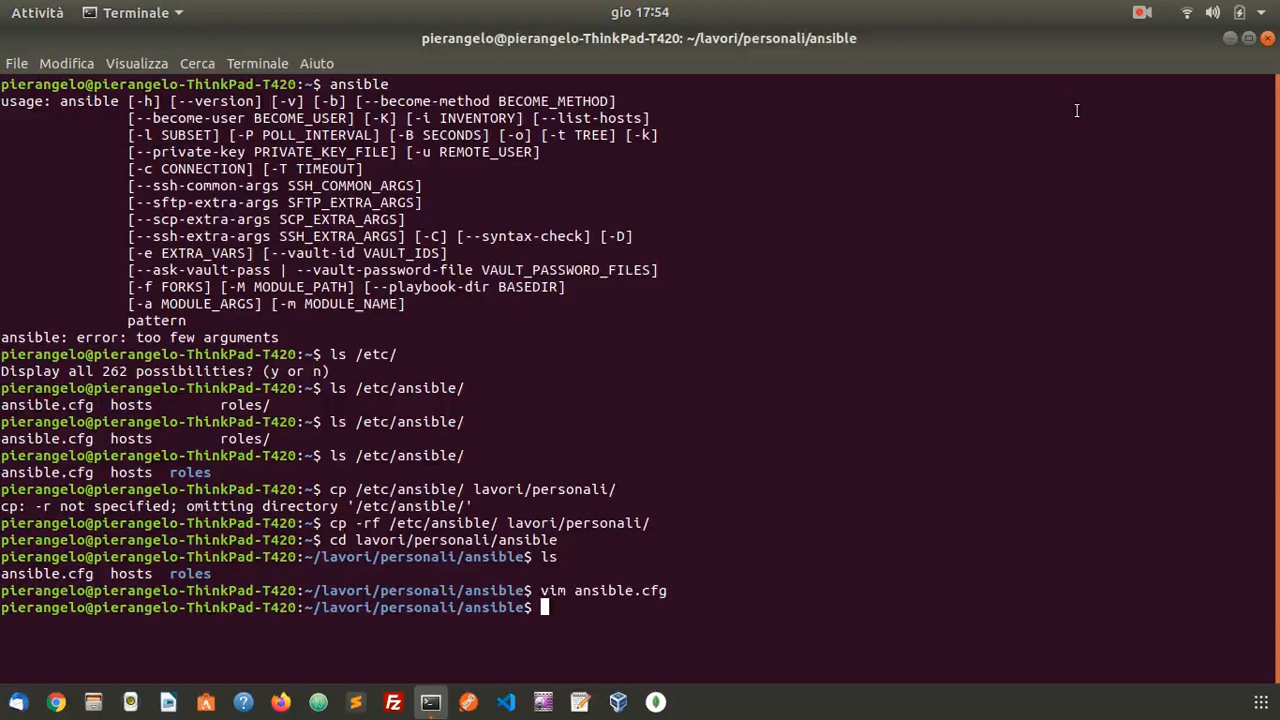 Attività Terminale gio 17:54
pierangelo@pierangelo-ThinkPad-T420: ~/lavori/personali/ansible
File Modifica Visualizza Cerca Terminale Aiuto
pierangelo@pierangelo-ThinkPad-T420:~$ ansible
usage: ansible [-h] [--version] [-v] [-b] [--become-method BECOME_METHOD]
[--become-user BECOME_USER] [-K] [-i INVENTORY] [--list-hosts]
[-l SUBSET] [-P POLL_INTERVAL] [-B SECONDS] [-o] [-t TREE] [-k]
[--private-key PRIVATE_KEY_FILE] [-u REMOTE_USER]
[-c CONNECTION] [-T TIMEOUT]
[--ssh-common-args SSH_COMMON_ARGS]
[--sftp-extra-args SFTP_EXTRA_ARGS]
[--scp-extra-args SCP_EXTRA_ARGS]
[--ssh-extra-args SSH_EXTRA_ARGS] [-C] [--syntax-check] [-D]
[-e EXTRA_VARS] [--vault-id VAULT_IDS]
[--ask-vault-pass | --vault-password-file VAULT_PASSWORD_FILES]
[-f FORKS] [-M MODULE_PATH] [--playbook-dir BASEDIR]
[-a MODULE_ARGS] [-m MODULE_NAME]
pattern
ansible: error: too few arguments
pierangelo@pierangelo-ThinkPad-T420:~$ ls /etc/
Display all 262 possibilities? (y or n)
pierangelo@pierangelo-ThinkPad-T420:~$ ls /etc/ansible/
ansible.cfg hosts roles/
pierangelo@pierangelo-ThinkPad-T420:~$ ls /etc/ansible/
ansible.cfg hosts roles/
pierangelo@pierangelo-ThinkPad-T420:~$ ls /etc/ansible/
ansible.cfg hosts roles
pierangelo@pierangelo-ThinkPad-T420:~$ cp /etc/ansible/ lavori/personali/
cp: -r not specified; omitting directory '/etc/ansible/'
pierangelo@pierangelo-ThinkPad-T420:~$ cp -rf /etc/ansible/ lavori/personali/
pierangelo@pierangelo-ThinkPad-T420:~$ cd lavori/personali/ansible
pierangelo@pierangelo-ThinkPad-T420:~/lavori/personali/ansible$ ls
ansible.cfg hosts roles
pierangelo@pierangelo-ThinkPad-T420:~/lavori/personali/ansible$ vim ansible.cfg
pierangelo@pierangelo-ThinkPad-T420:~/lavori/personali/ansible$